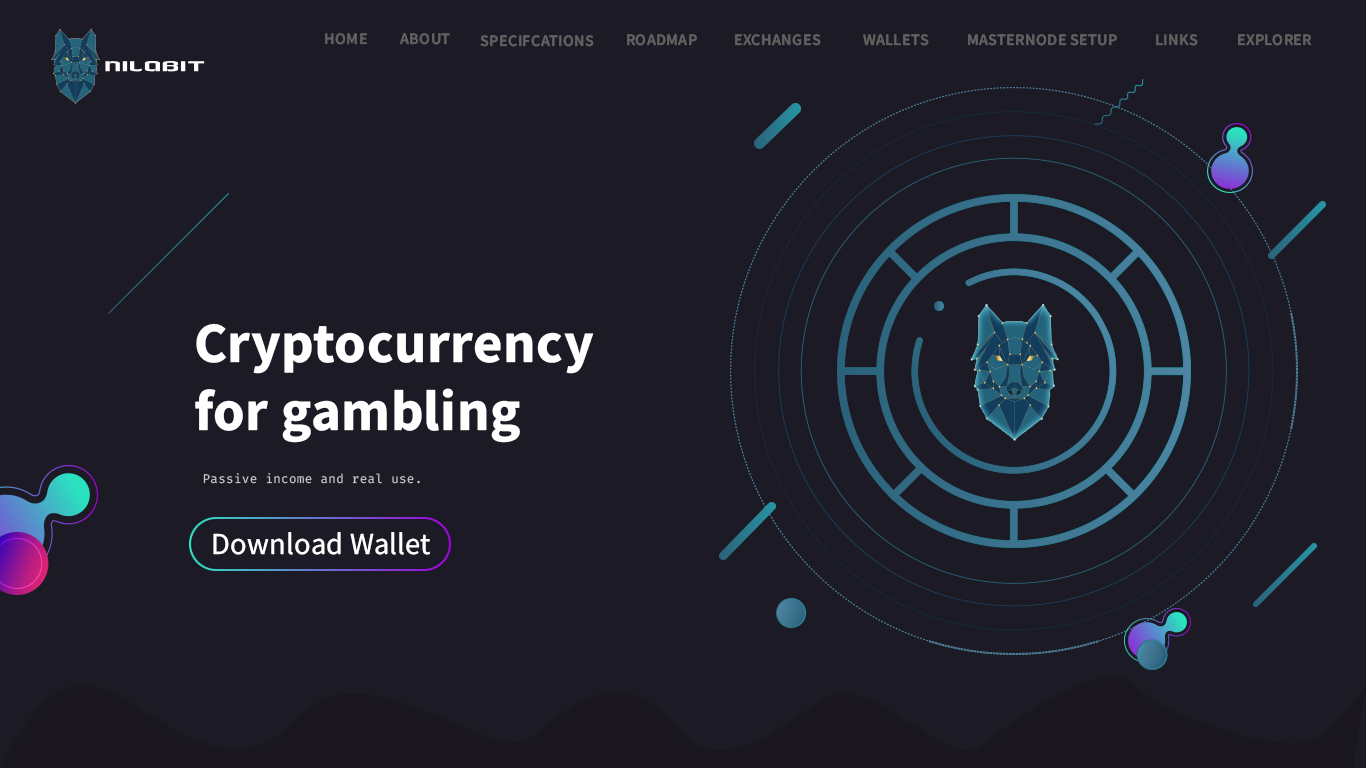 HOME ABOUT SPECIFCATIONS ROADMAP EXCHANGES WALLETS MASTERNODE SETUP LINKS EXPLORER
NILOBIT
Cryptocurrency
for gambling
Passive income and real use.
Download Wallet